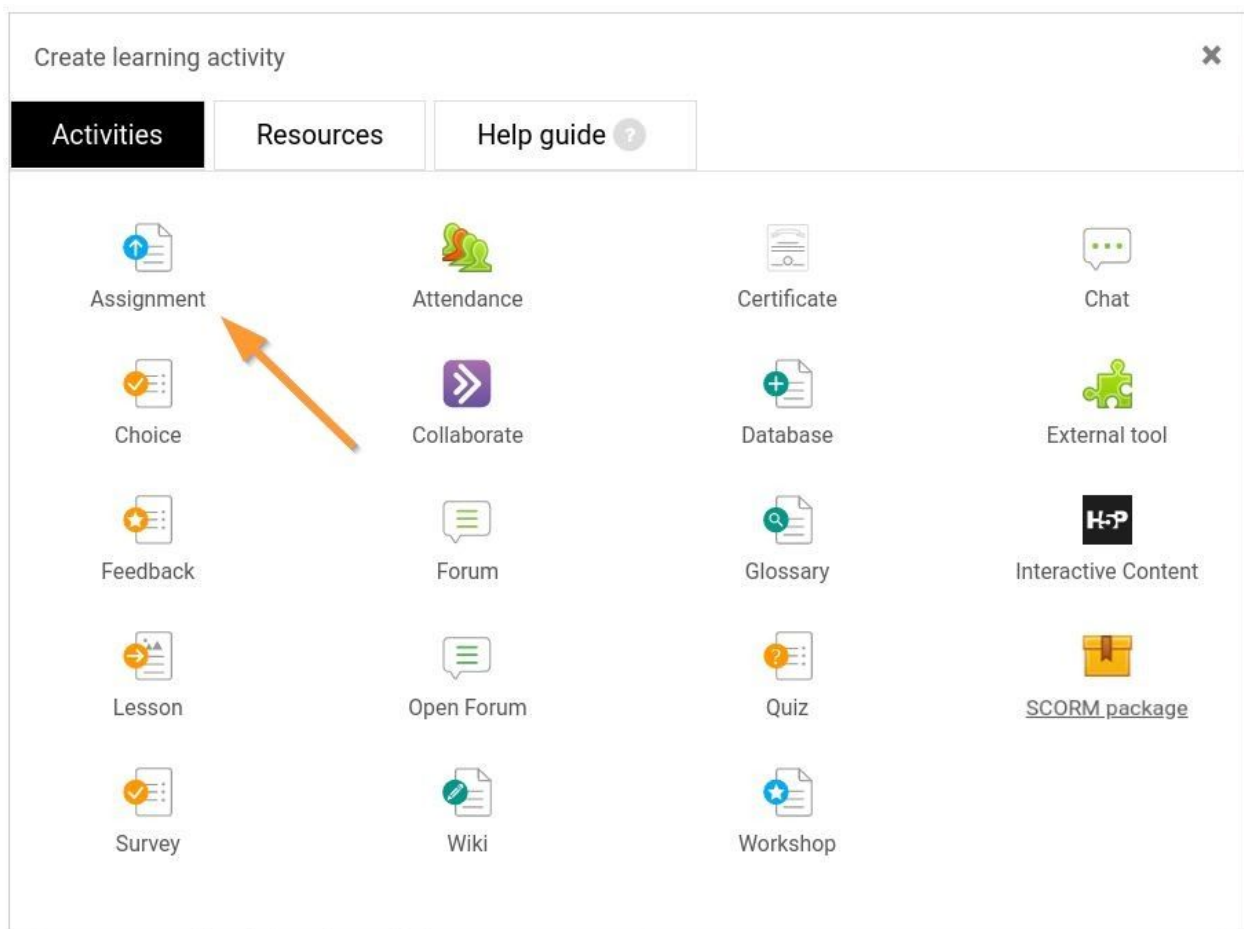 Create learning activity
Activities Resources Help guide ?
Assignment Attendance Certificate Chat
Choice Collaborate Database External tool
H5P
Feedback Forum Glossary Interactive Content
?
Lesson Open Forum Quiz SCORM package
Survey Wiki Workshop